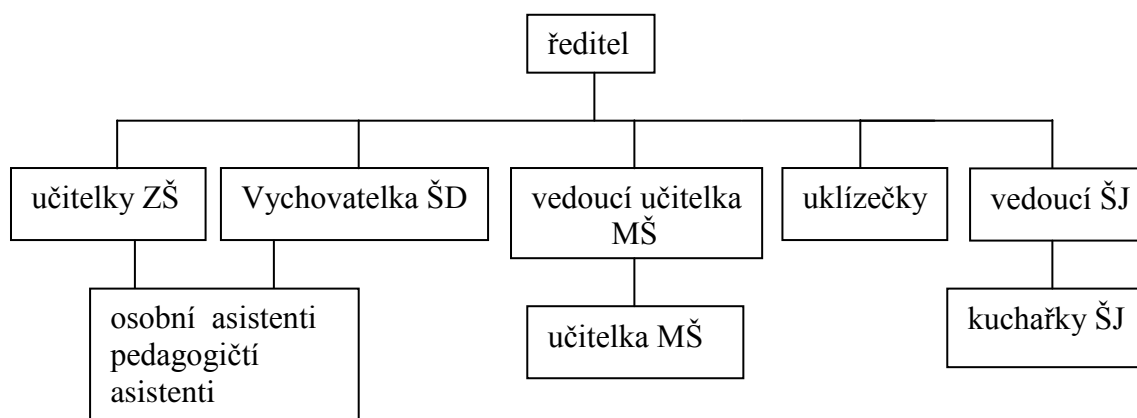 ředitel
učitelky ZŠ
Vychovatelka ŠD
vedoucí učitelka
MŠ
uklízečky
vedoucí ŠJ
osobní  asistenti
pedagogičtí
asistenti
učitelka MŠ
kuchařky ŠJ